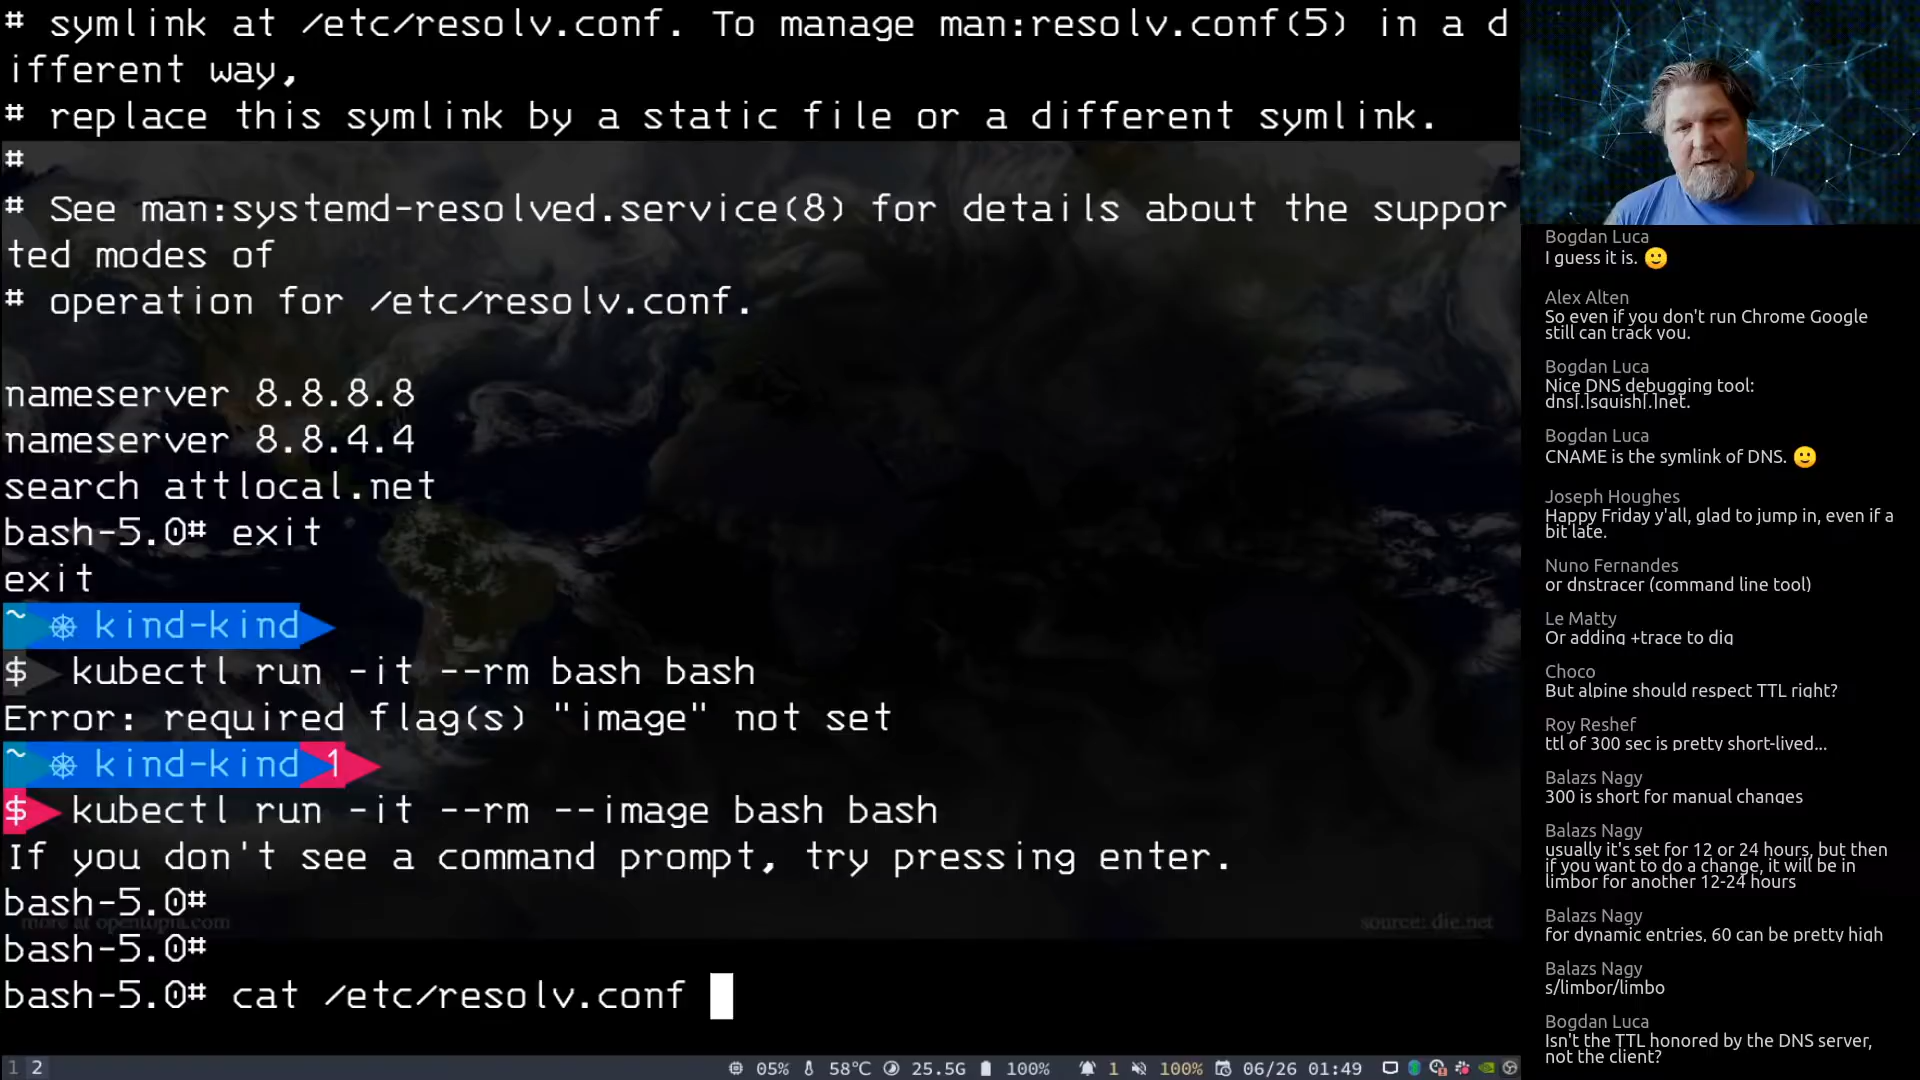 # symlink at /etc/resolv.conf. To manage man:resolv.conf(5) in a d
ifferent way,
# replace this symlink by a static file or a different symlink.
#
# See man:systemd-resolved.service(8) for details about the suppor
ted modes of
# operation for /etc/resolv.conf.
nameserver 8.8.8.8
nameserver 8.8.4.4
search attlocal.net
bash-5.0# exit
exit
~ ⎈ kind-kind
$ kubectl run -it --rm bash bash
Error: required flag(s) "image" not set
~ ⎈ kind-kind 1
$ kubectl run -it --rm --image bash bash
If you don't see a command prompt, try pressing enter.
bash-5.0#
more at opentopia.com
source: die.net
bash-5.0#
bash-5.0# cat /etc/resolv.conf
1 2
05% 58°C 25.5G 100% 1 100% 06/26 01:49
Bogdan Luca
I guess it is. 🙂
Alex Alten
So even if you don't run Chrome Google
still can track you.
Bogdan Luca
Nice DNS debugging tool:
dns[.]squish[.]net.
Bogdan Luca
CNAME is the symlink of DNS. 🙂
Joseph Houghes
Happy Friday y'all, glad to jump in, even if a
bit late.
Nuno Fernandes
or dnstracer (command line tool)
Le Matty
Or adding +trace to dig
Choco
But alpine should respect TTL right?
Roy Reshef
ttl of 300 sec is pretty short-lived...
Balazs Nagy
300 is short for manual changes
Balazs Nagy
usually it's set for 12 or 24 hours, but then
if you want to do a change, it will be in
limbor for another 12-24 hours
Balazs Nagy
for dynamic entries, 60 can be pretty high
Balazs Nagy
s/limbor/limbo
Bogdan Luca
Isn't the TTL honored by the DNS server,
not the client?